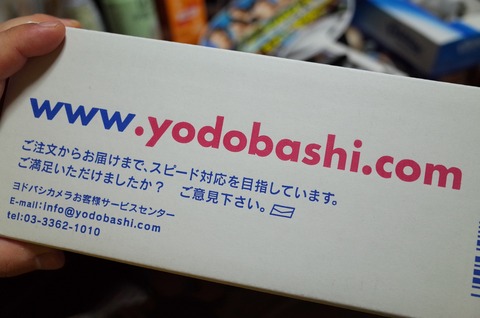 www.yodobashi.com
ご注文からお届けまで、スピード対応を目指しています。
ご満足いただけましたか？　ご意見下さい。
ヨドバシカメラお客様サービスセンター
E-mail:info@yodobashi.com
tel:03-3362-1010